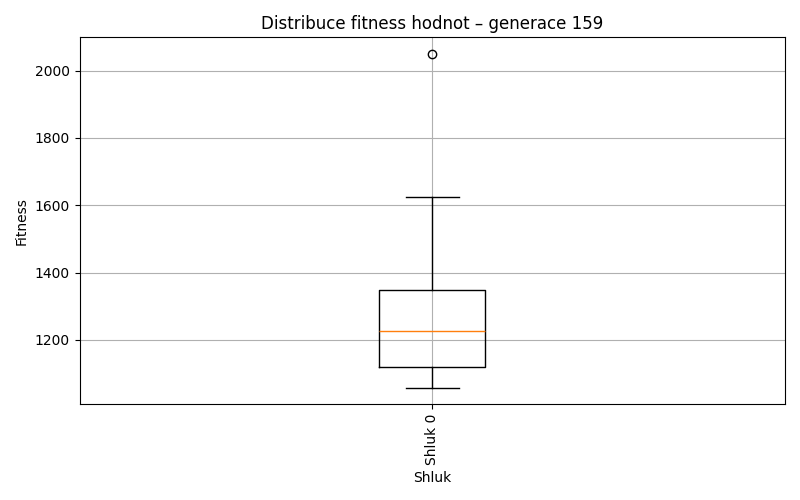 Distribuce fitness hodnot – generace 159
2000
1800
1600
1400
1200
Fitness
Shluk 0
Shluk